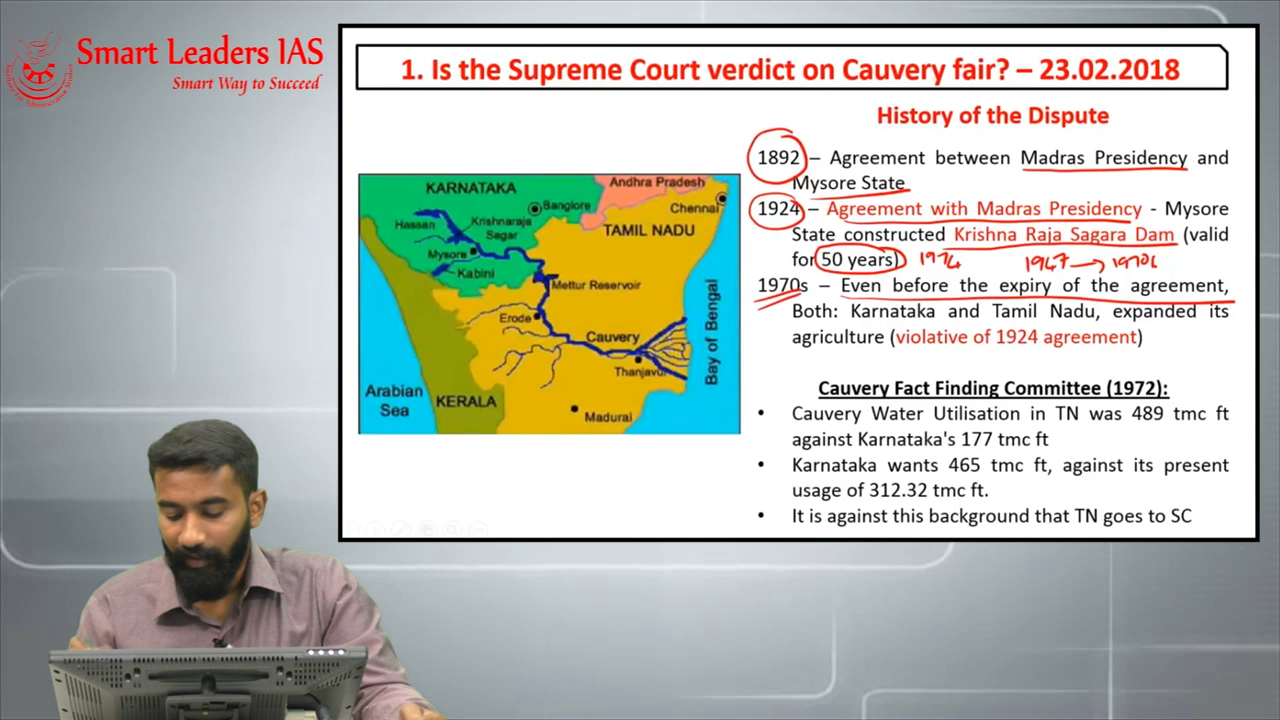 Smart Leaders IAS
Smart Way to Succeed
1. Is the Supreme Court verdict on Cauvery fair? – 23.02.2018
History of the Dispute
1892 – Agreement between Madras Presidency and
Mysore State
1924 – Agreement with Madras Presidency - Mysore
State constructed Krishna Raja Sagara Dam (valid
for 50 years) 1974 1947
1970s – Even before the expiry of the agreement,
Both: Karnataka and Tamil Nadu, expanded its
agriculture (violative of 1924 agreement)
Cauvery Fact Finding Committee (1972):
• Cauvery Water Utilisation in TN was 489 tmc ft
against Karnataka's 177 tmc ft
• Karnataka wants 465 tmc ft, against its present
usage of 312.32 tmc ft.
• It is against this background that TN goes to SC
KARNATAKA
Andhra Pradesh
Banglore
Chennai
Hassan
Krishnaraja
Sagar
TAMIL NADU
Mysore
Kabini
Mettur Reservoir
Erode
Cauvery
Bay of Bengal
Thanjavur
Arabian
Sea
KERALA
Madurai